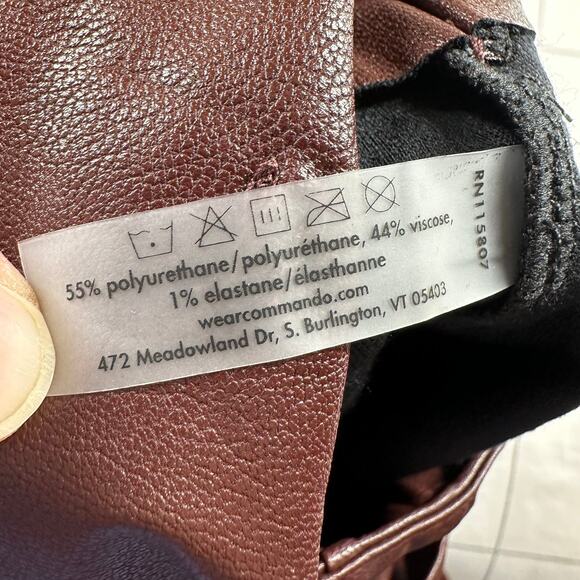 55% polyurethane/polyuréthane, 44% viscose,
1% elastane/élasthanne
wearcommando.com
472 Meadowland Dr, S. Burlington, VT 05403
RN115807